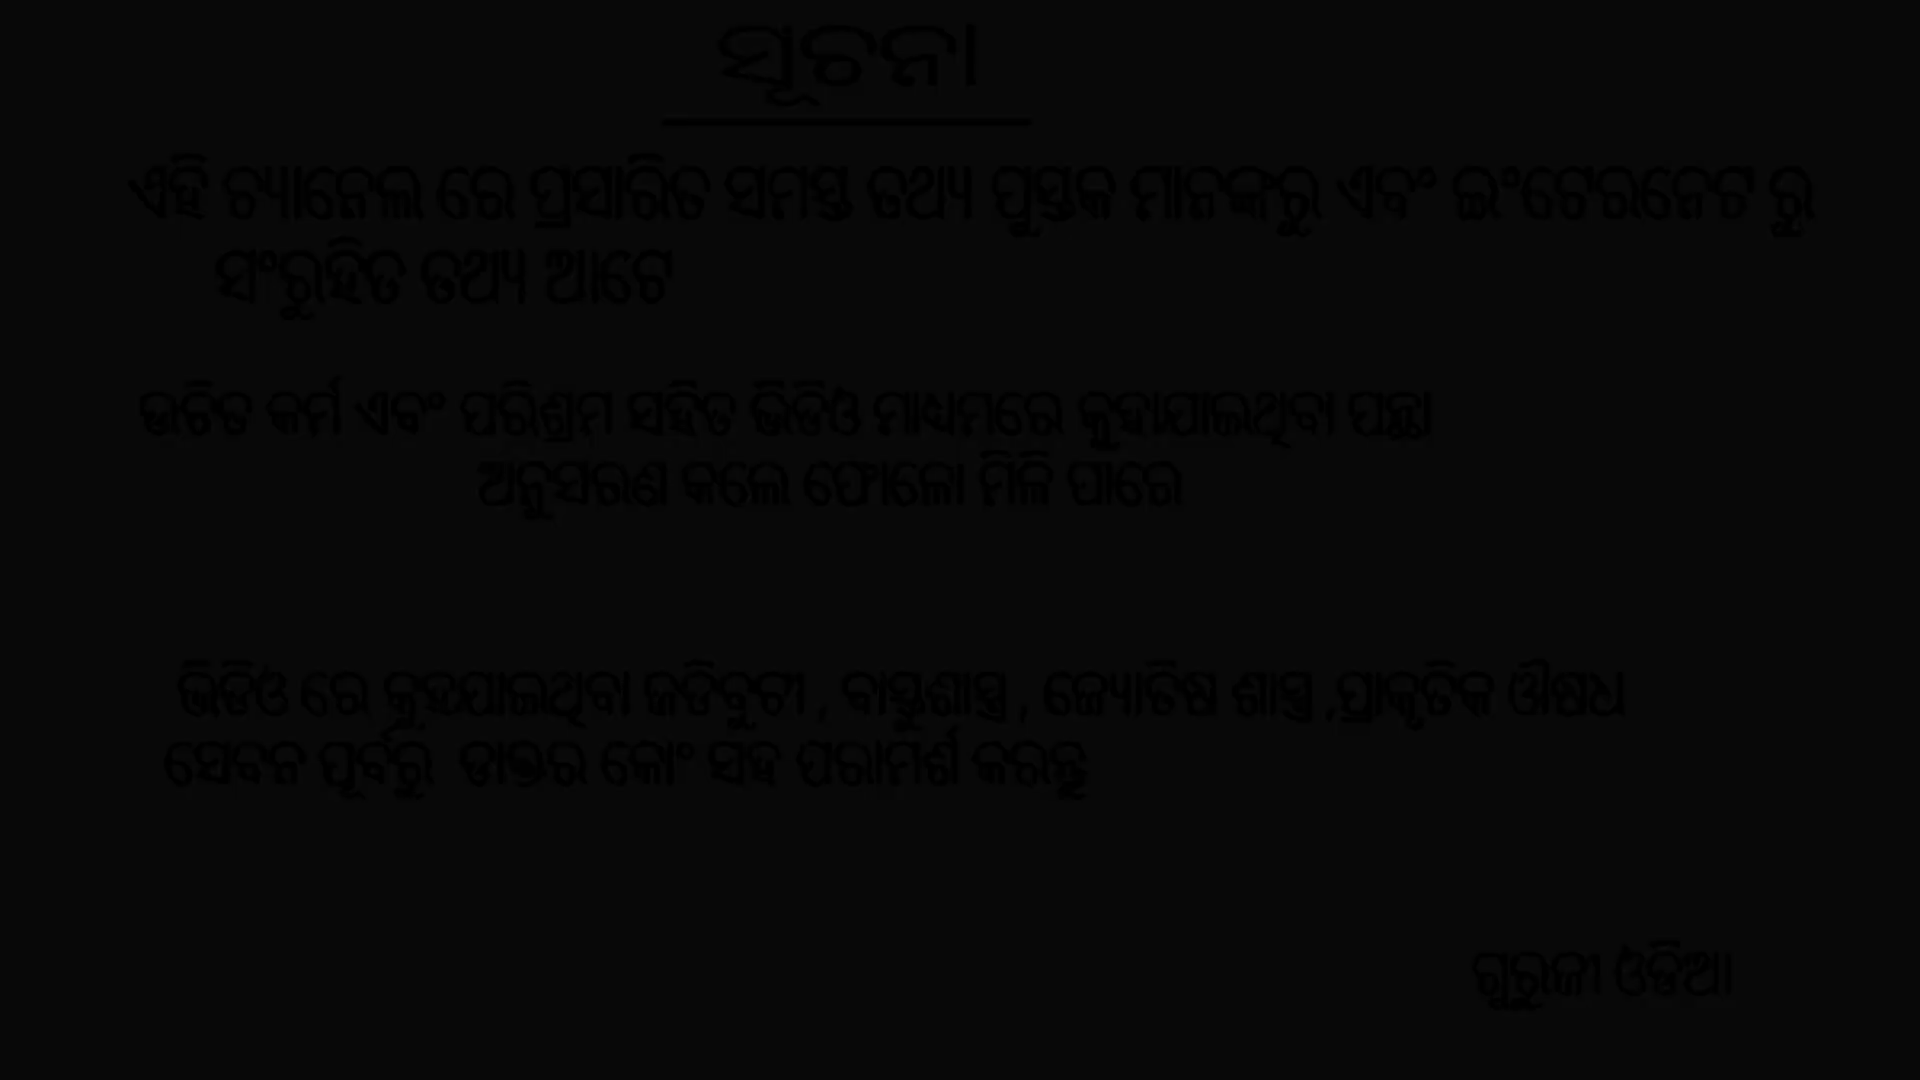 ସୂଚନା
ଏହି ଚ୍ୟାନେଲ ରେ ପ୍ରସାରିତ ସମସ୍ତ ତଥ୍ୟ ପୁସ୍ତକ ମାନଙ୍କରୁ ଏବଂ ଇଂଟେରନେଟ ରୁ
ସଂରୁହିତ ତଥ୍ୟ ଆଟେ
ଉଚିତ କର୍ମ ଏବଂ ପରିଶ୍ରମ ସହିତ ଭିଡିଓ ମାଧ୍ୟମରେ କୁହାଯାଇଥିବା ପନ୍ଥା
ଅନୁସରଣ କଲେ ଫୋଳୋ ମିଳି ପାରେ
ଭିଡିଓ ରେ କୁହଯାଇଥିବା ଜଡିବୁଟୀ , ବାସ୍ତୁଶାସ୍ତ୍ର , ଜ୍ୟୋତିଷ ଶାସ୍ତ୍ର ,ପ୍ରାକୃତିକ ଔଷଧ
ସେବନ ପୂର୍ବରୁ ଡାକ୍ତର କୋଂ ସହ ପରାମର୍ଶ କରନ୍ତୁ
ଗୁରୁଜୀ ଓଡିଆ